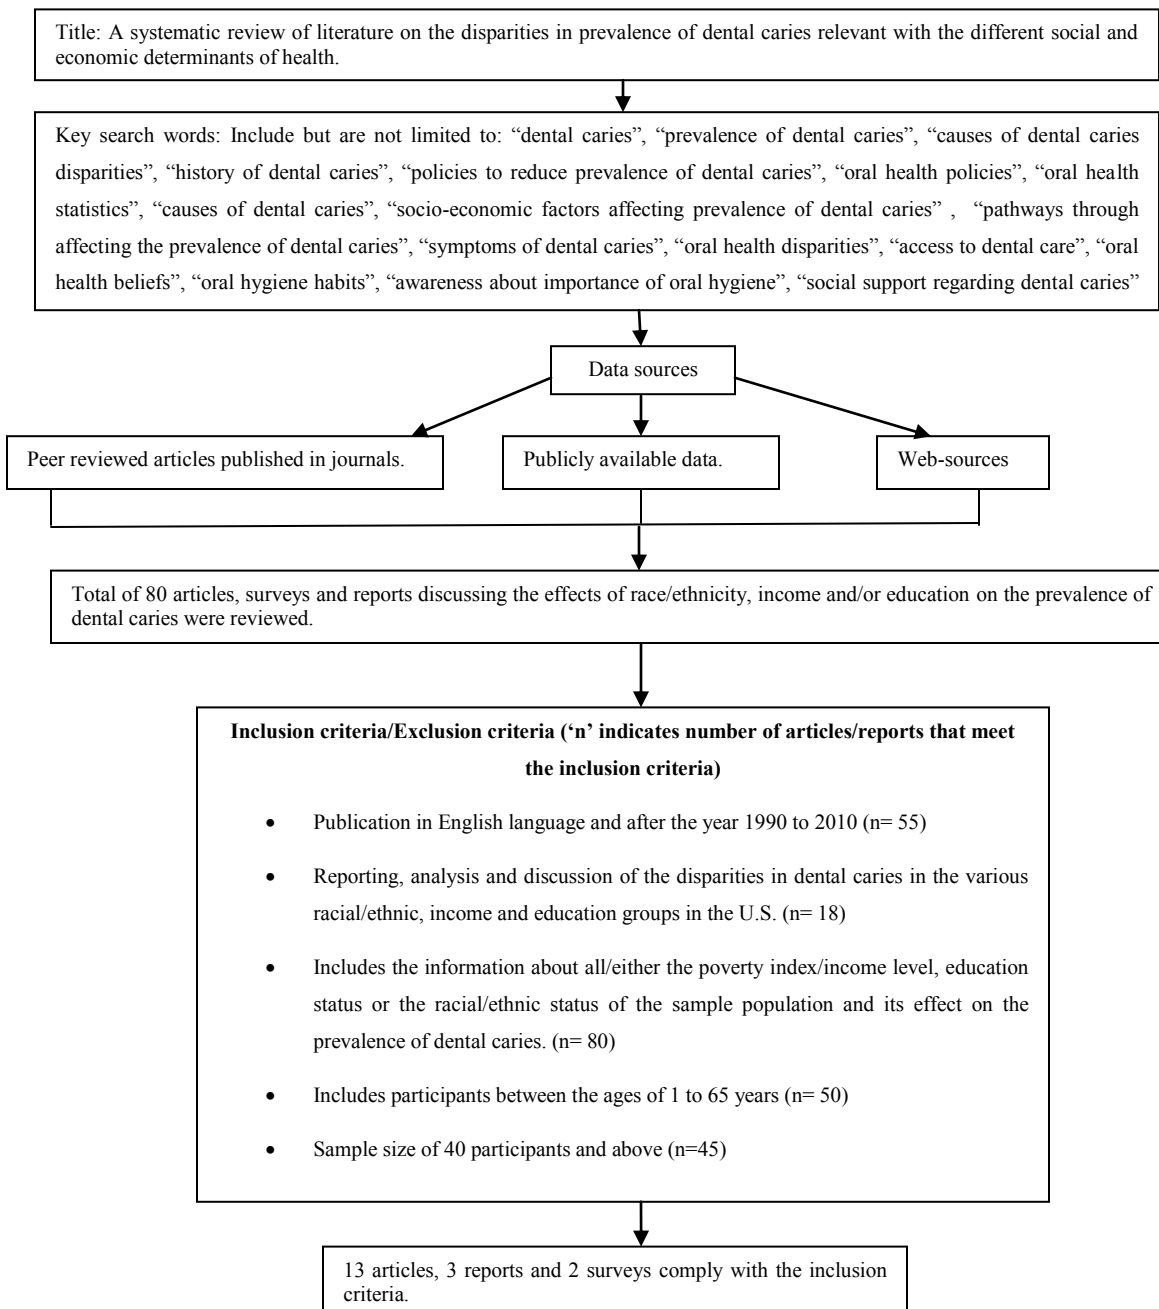 Title: A systematic review of literature on the disparities in prevalence of dental caries relevant with the different social and
economic determinants of health.
Key search words: Include but are not limited to: “dental caries”, “prevalence of dental caries”, “causes of dental caries
disparities”, “history of dental caries”, “policies to reduce prevalence of dental caries”, “oral health policies”, “oral health
statistics”, “causes of dental caries”, “socio-economic factors affecting prevalence of dental caries” , “pathways through
affecting the prevalence of dental caries”, “symptoms of dental caries”, “oral health disparities”, “access to dental care”, “oral
health beliefs”, “oral hygiene habits”, “awareness about importance of oral hygiene”, “social support regarding dental caries”
Data sources
Peer reviewed articles published in journals.
Publicly available data.
Web-sources
Total of 80 articles, surveys and reports discussing the effects of race/ethnicity, income and/or education on the prevalence of
dental caries were reviewed.
Inclusion criteria/Exclusion criteria (‘n’ indicates number of articles/reports that meet
the inclusion criteria)
• Publication in English language and after the year 1990 to 2010 (n= 55)
• Reporting, analysis and discussion of the disparities in dental caries in the various
racial/ethnic, income and education groups in the U.S. (n= 18)
• Includes the information about all/either the poverty index/income level, education
status or the racial/ethnic status of the sample population and its effect on the
prevalence of dental caries. (n= 80)
• Includes participants between the ages of 1 to 65 years (n= 50)
• Sample size of 40 participants and above (n=45)
13 articles, 3 reports and 2 surveys comply with the inclusion
criteria.